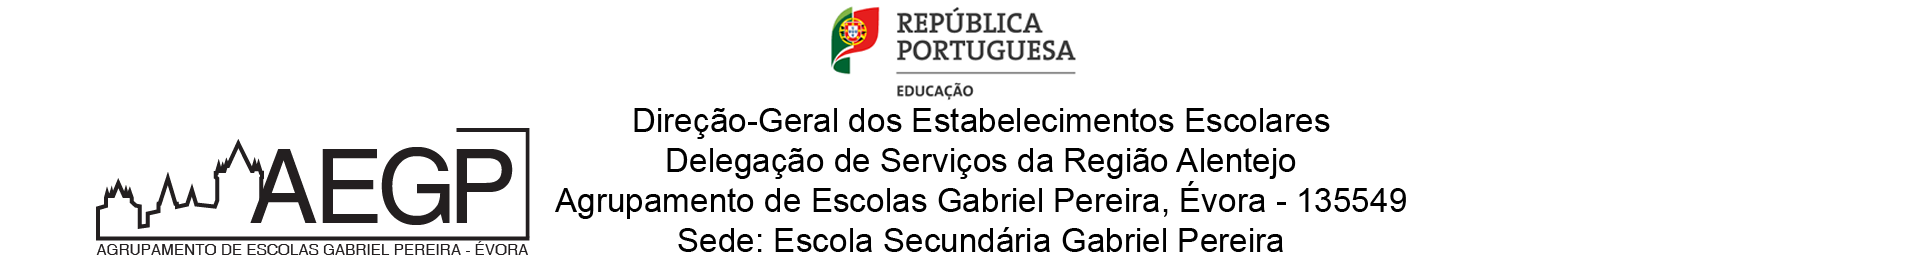 REPÚBLICA
PORTUGUESA
EDUCAÇÃO
Direção-Geral dos Estabelecimentos Escolares
Delegação de Serviços da Região Alentejo
Agrupamento de Escolas Gabriel Pereira, Évora - 135549
Sede: Escola Secundária Gabriel Pereira
AEGP
AGRUPAMENTO DE ESCOLAS GABRIEL PEREIRA - ÉVORA